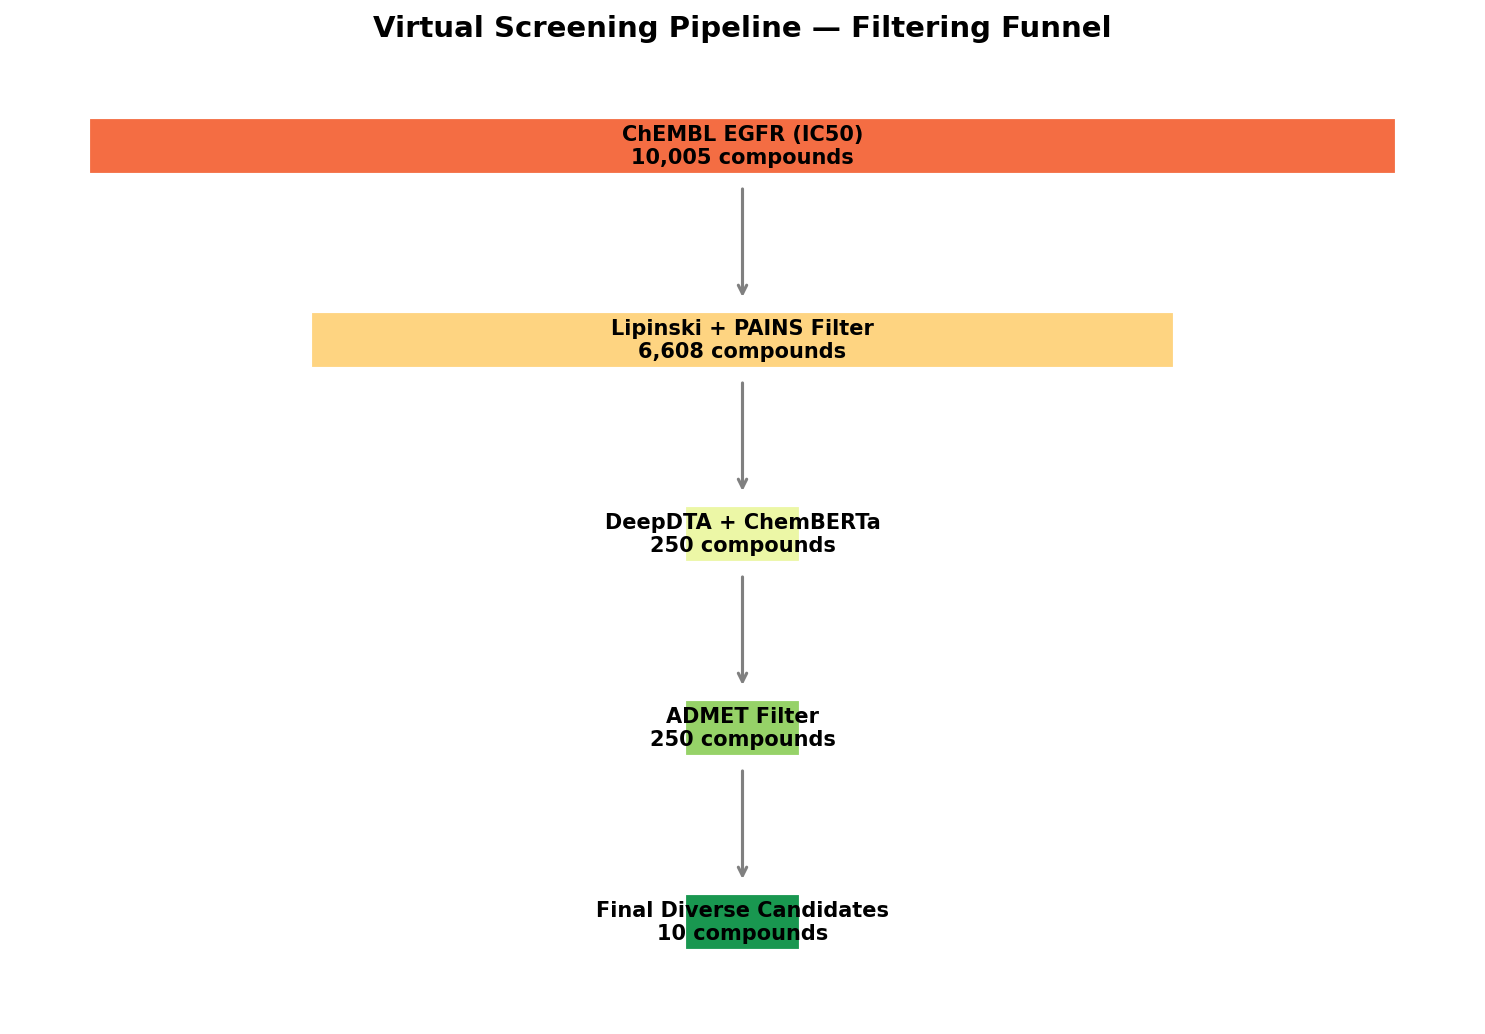 Virtual Screening Pipeline — Filtering Funnel
ChEMBL EGFR (IC50)
10,005 compounds
Lipinski + PAINS Filter
6,608 compounds
DeepDTA + ChemBERTa
250 compounds
ADMET Filter
250 compounds
Final Diverse Candidates
10 compounds